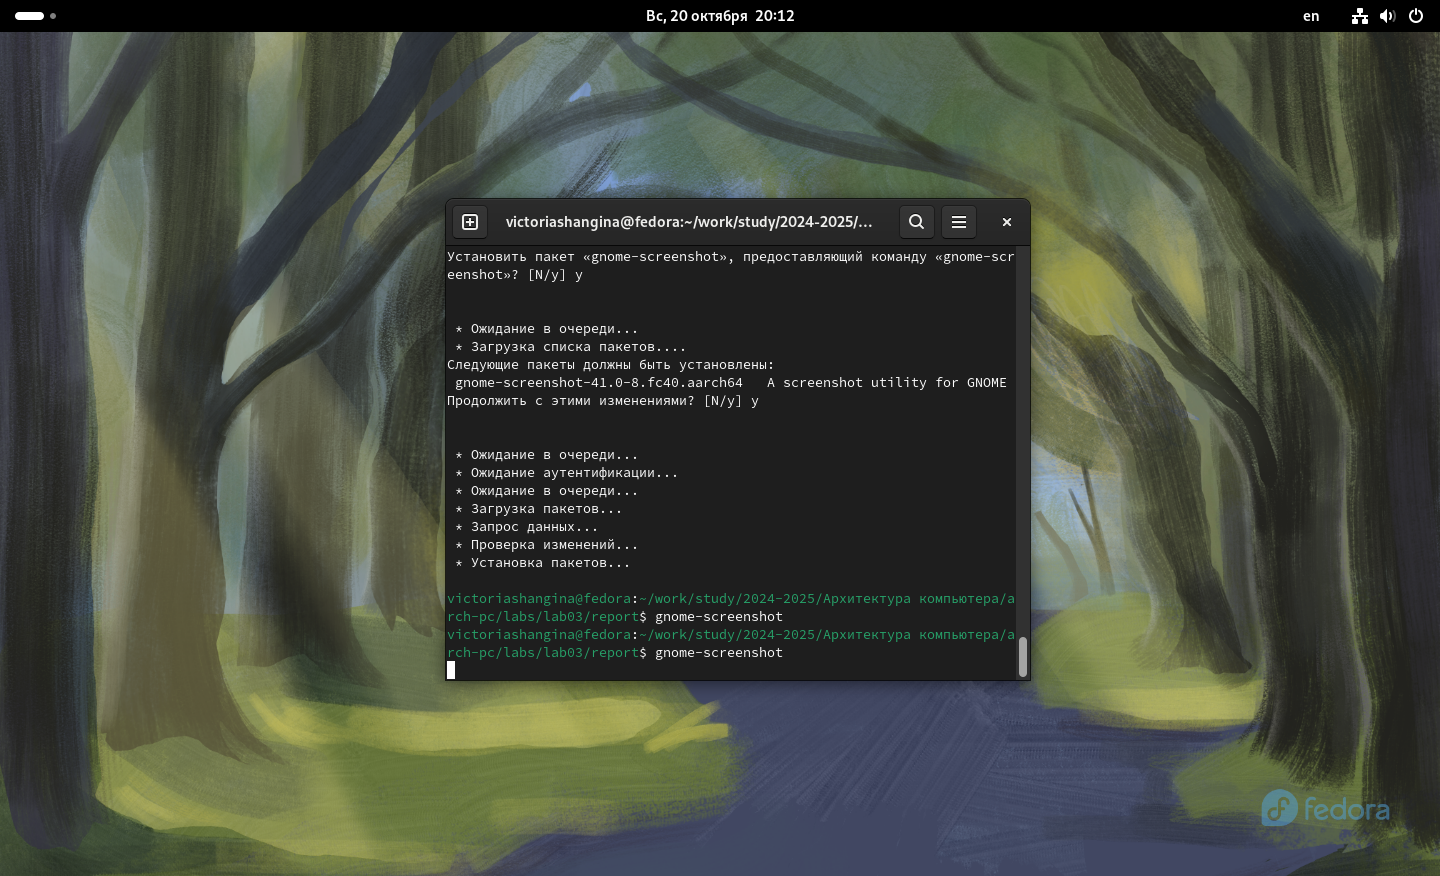 Вс, 20 октября 20:12
en
victoriashangina@fedora:~/work/study/2024-2025/...
Установить пакет «gnome-screenshot», предоставляющий команду «gnome-scr
eenshot»? [N/y] y
* Ожидание в очереди...
* Загрузка списка пакетов....
Следующие пакеты должны быть установлены:
gnome-screenshot-41.0-8.fc40.aarch64   A screenshot utility for GNOME
Продолжить с этими изменениями? [N/y] y
* Ожидание в очереди...
* Ожидание аутентификации...
* Ожидание в очереди...
* Загрузка пакетов...
* Запрос данных...
* Проверка изменений...
* Установка пакетов...
victoriashangina@fedora:~/work/study/2024-2025/Архитектура компьютера/a
rch-pc/labs/lab03/report$ gnome-screenshot
victoriashangina@fedora:~/work/study/2024-2025/Архитектура компьютера/a
rch-pc/labs/lab03/report$ gnome-screenshot
fedora